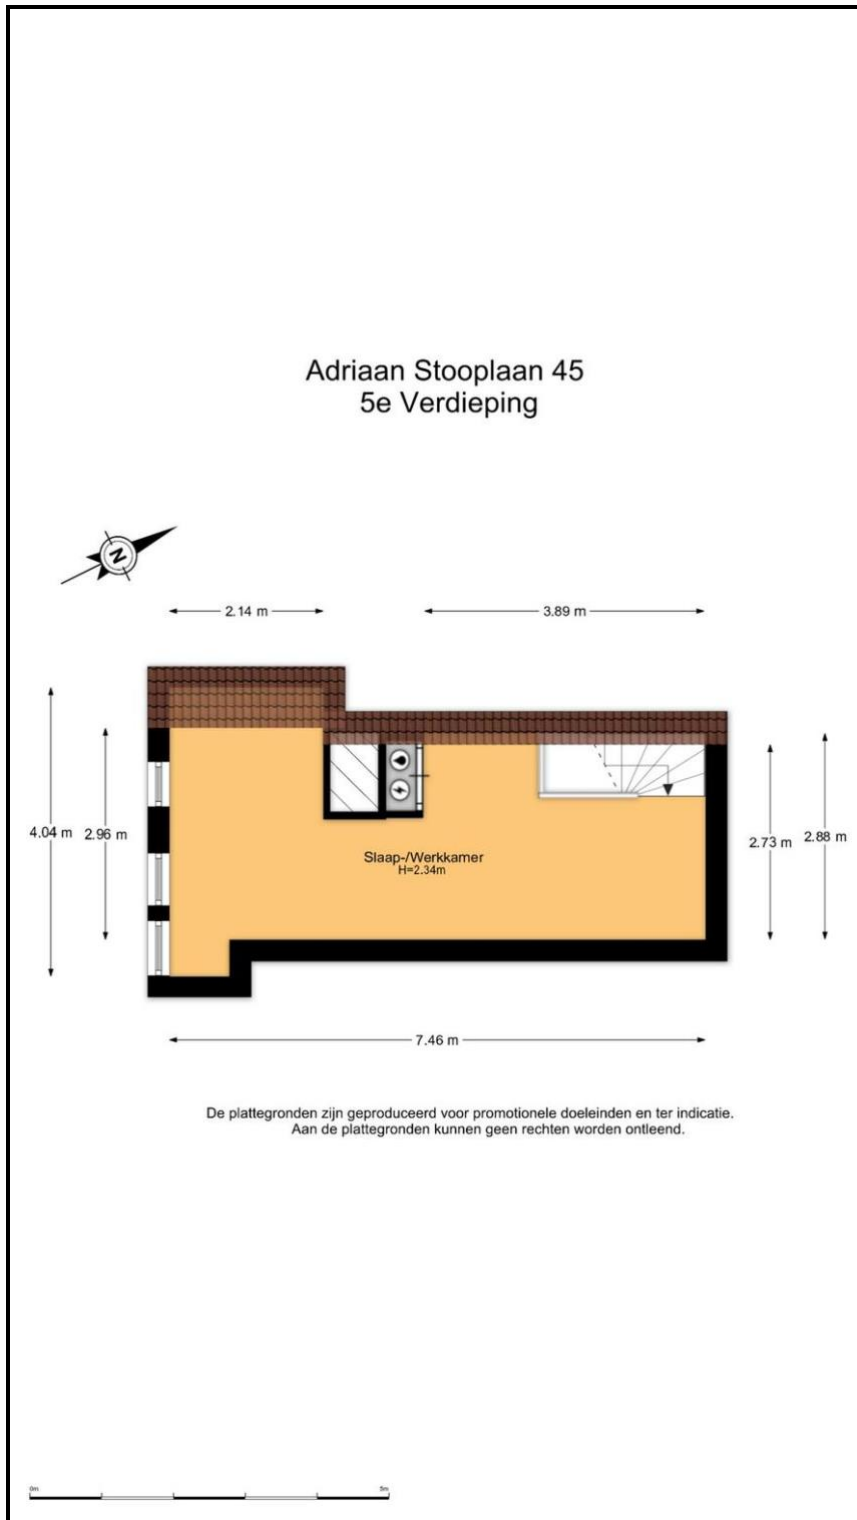 Adriaan Stooplaan 45
5e Verdieping
N
2.14 m
3.89 m
4.04 m
2.96 m
2.73 m
2.88 m
Slaap-/Werkkamer
H=2.34m
7.46 m
De plattegronden zijn geproduceerd voor promotionele doeleinden en ter indicatie.
Aan de plattegronden kunnen geen rechten worden ontleend.
0m
5m